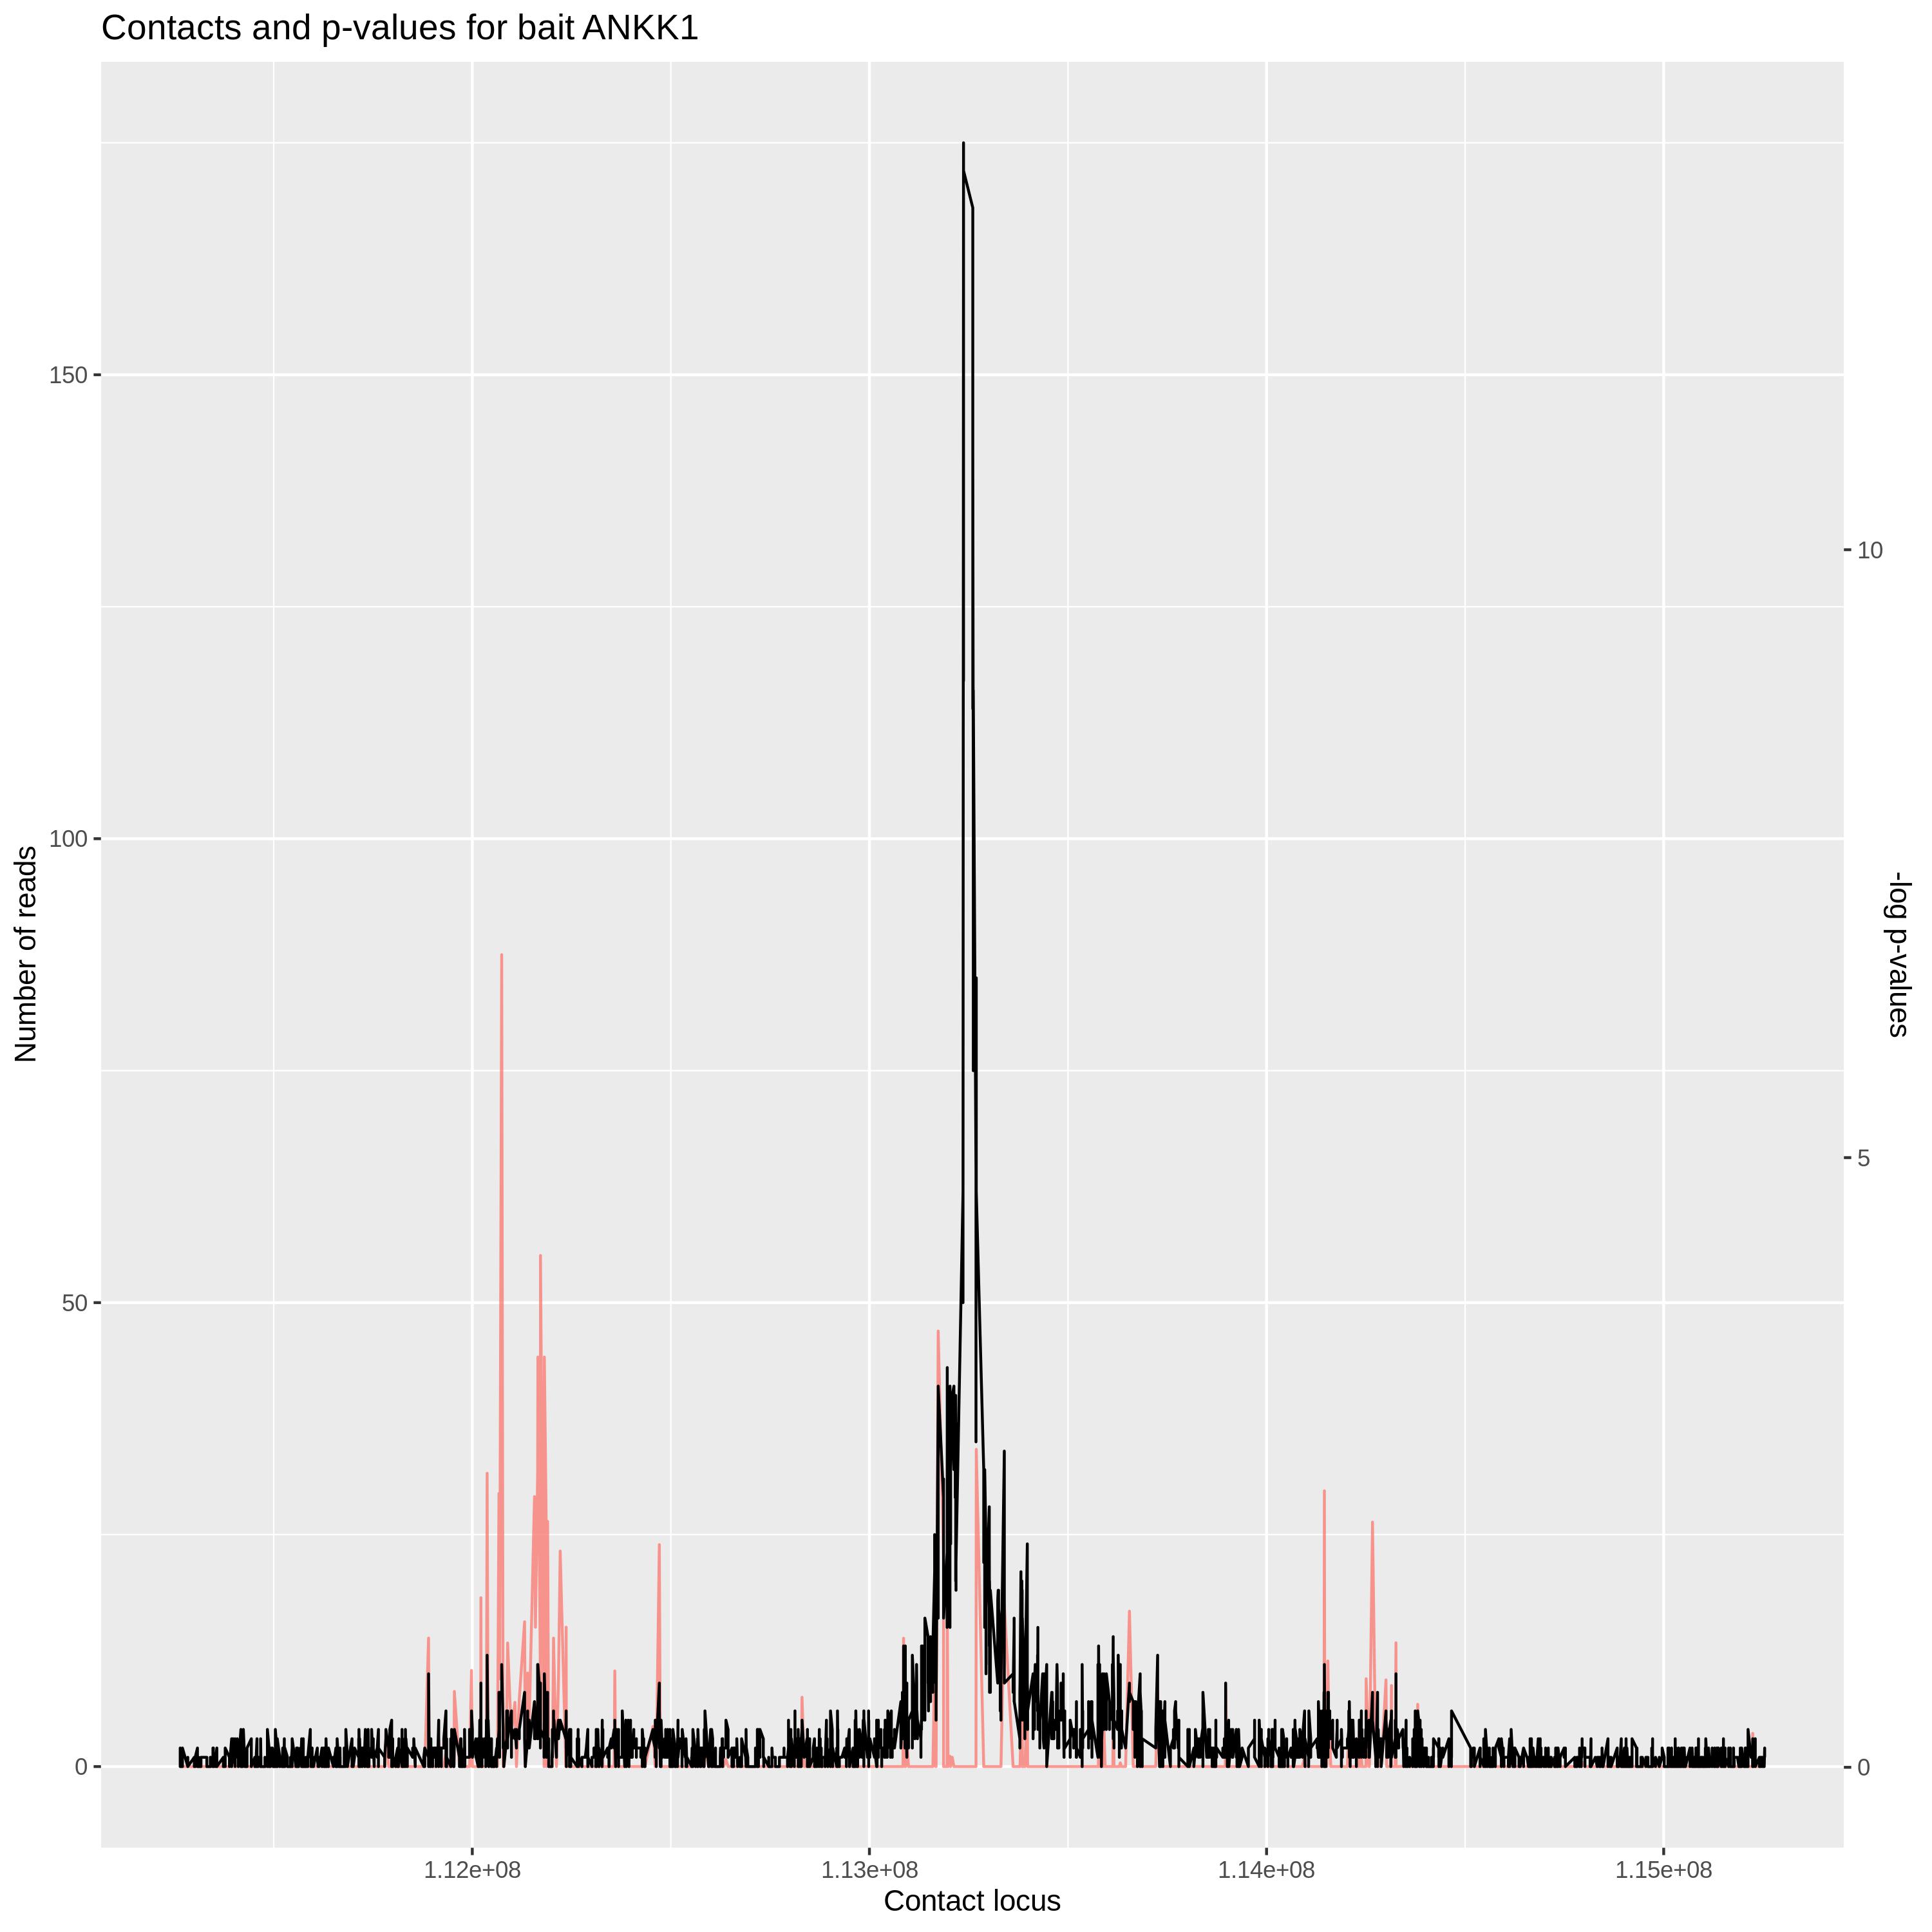 Contacts and p-values for bait ANKK1
150
100
50
0
Number of reads
10
5
0
-log p-values
1.12e+08
1.13e+08
1.14e+08
1.15e+08
Contact locus